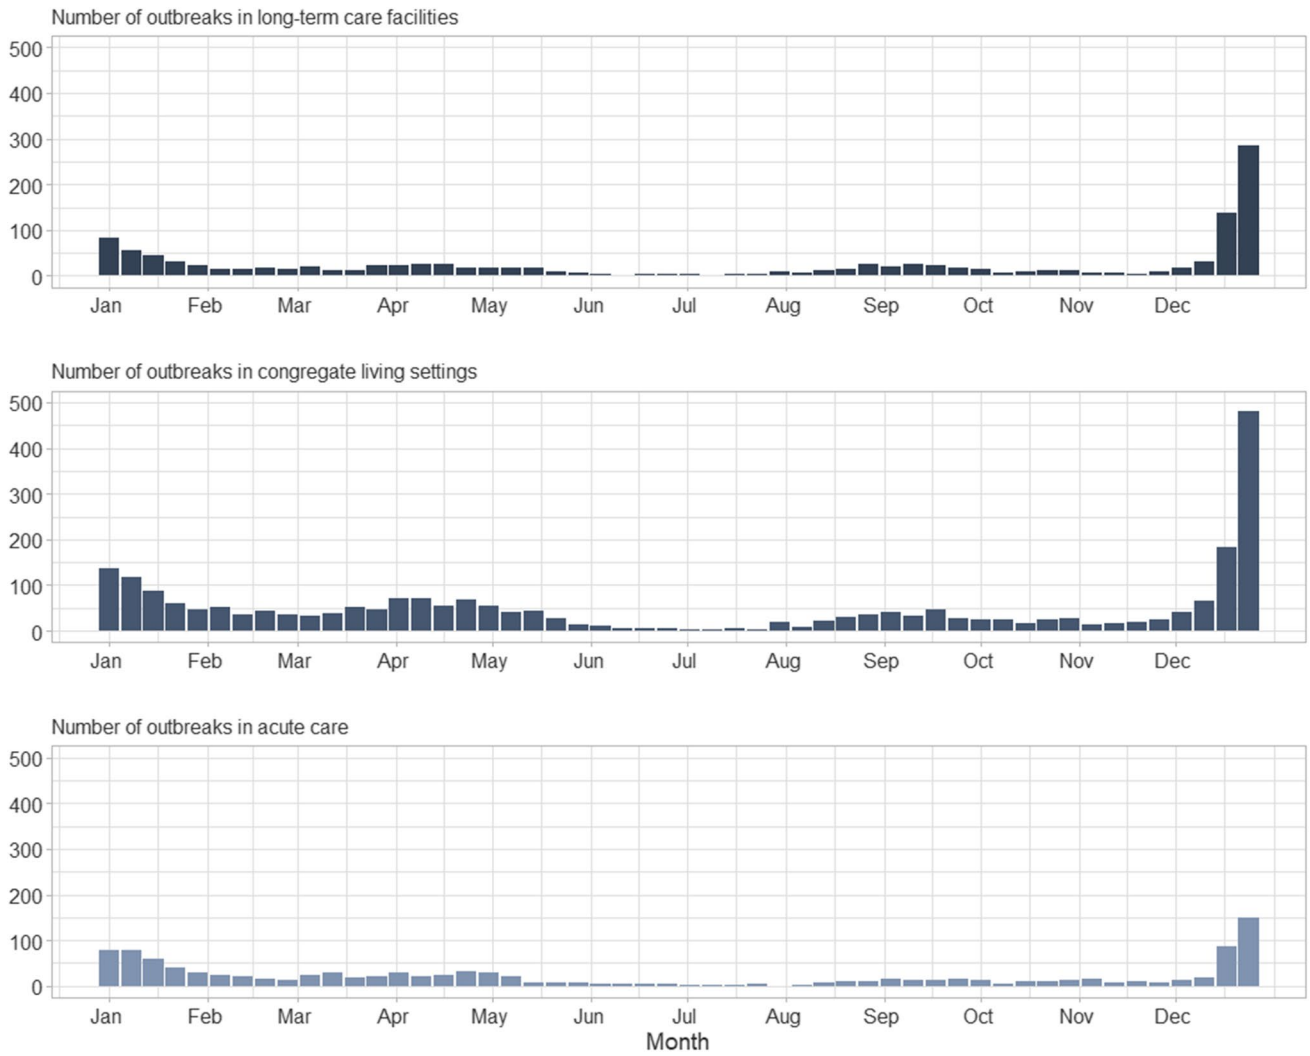 Number of outbreaks in long-term care facilities
500
400
300
200
100
0
Jan Feb Mar Apr May Jun Jul Aug Sep Oct Nov Dec
Number of outbreaks in congregate living settings
500
400
300
200
100
0
Jan Feb Mar Apr May Jun Jul Aug Sep Oct Nov Dec
Number of outbreaks in acute care
500
400
300
200
100
0
Jan Feb Mar Apr May Jun Jul Aug Sep Oct Nov Dec
Month